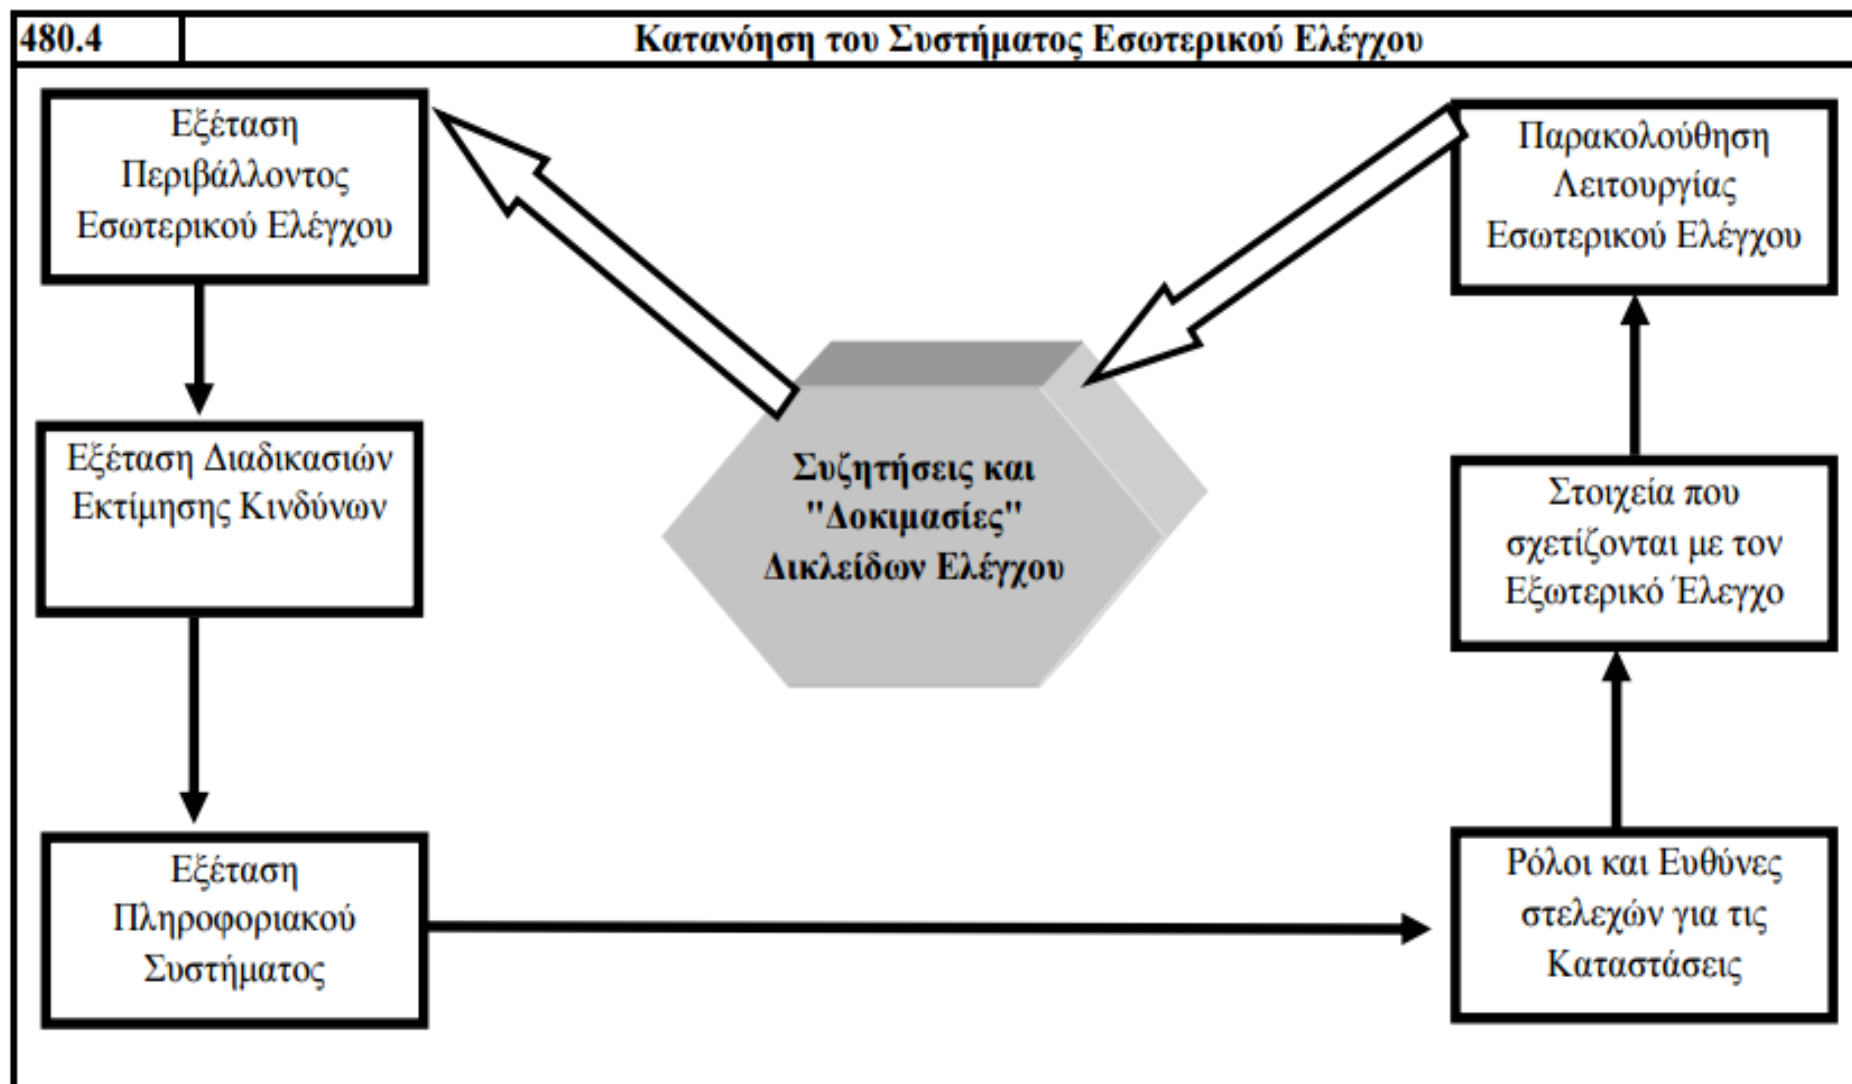 480.4
Κατανόηση του Συστήματος Εσωτερικού Ελέγχου
Εξέταση
Περιβάλλοντος
Εσωτερικού Ελέγχου
Παρακολούθηση
Λειτουργίας
Εσωτερικού Ελέγχου
Εξέταση Διαδικασιών
Εκτίμησης Κινδύνων
Συζητήσεις και
"Δοκιμασίες"
Δικλείδων Ελέγχου
Στοιχεία που
σχετίζονται με τον
Εξωτερικό Έλεγχο
Εξέταση
Πληροφοριακού
Συστήματος
Ρόλοι και Ευθύνες
στελεχών για τις
Καταστάσεις